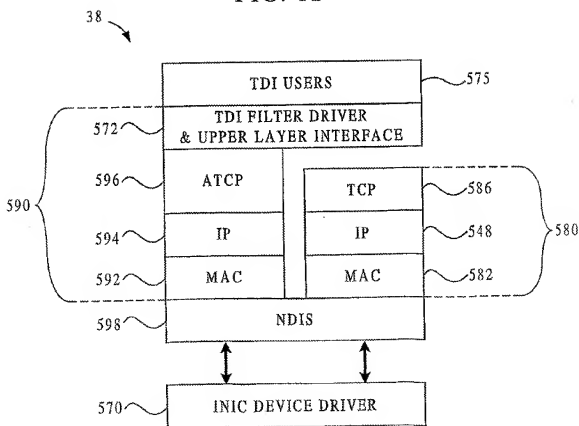 38
TDI USERS 575
572 TDI FILTER DRIVER
& UPPER LAYER INTERFACE
596 ATCP TCP 586
590 580
594 IP IP 548
592 MAC MAC 582
598 NDIS
570 INIC DEVICE DRIVER